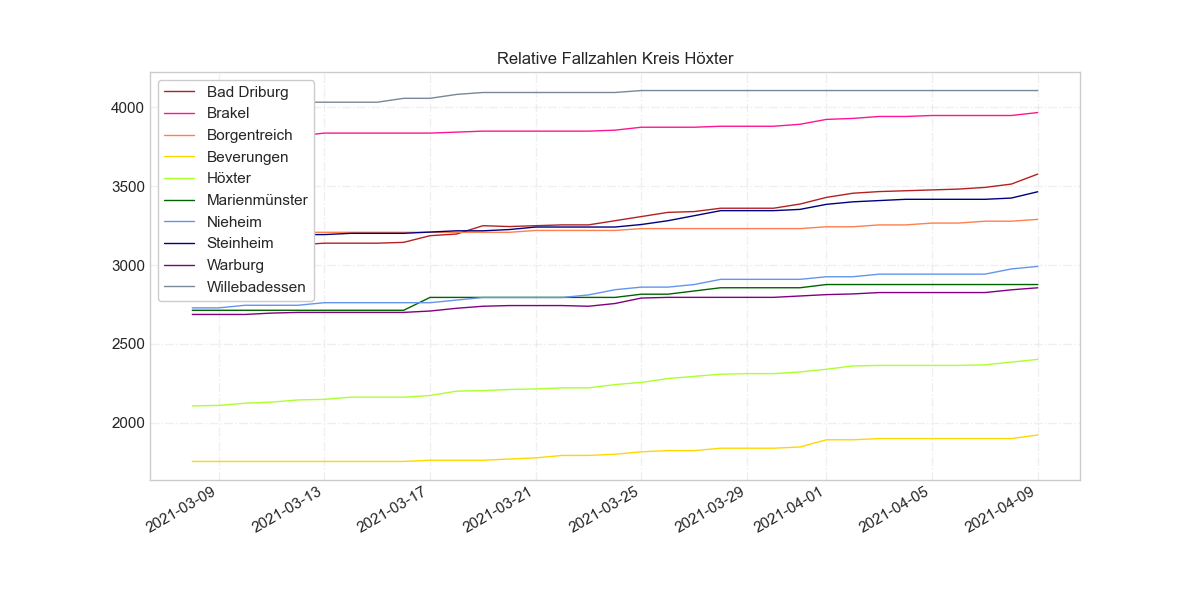 Relative Fallzahlen Kreis Höxter
Bad Driburg
Brakel
Borgentreich
Beverungen
Höxter
Marienmünster
Nieheim
Steinheim
Warburg
Willebadessen
4000
3500
3000
2500
2000
2021-03-09
2021-03-13
2021-03-17
2021-03-21
2021-03-25
2021-03-29
2021-04-01
2021-04-05
2021-04-09